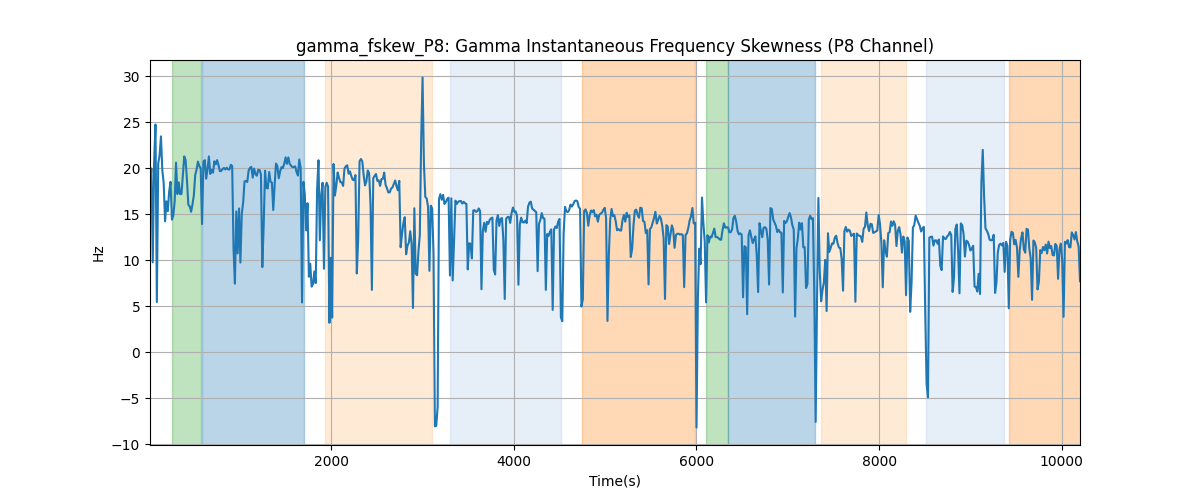 gamma_fskew_P8: Gamma Instantaneous Frequency Skewness (P8 Channel)
30
25
20
15
10
5
0
−5
−10
Hz
2000 4000 6000 8000 10000
Time(s)